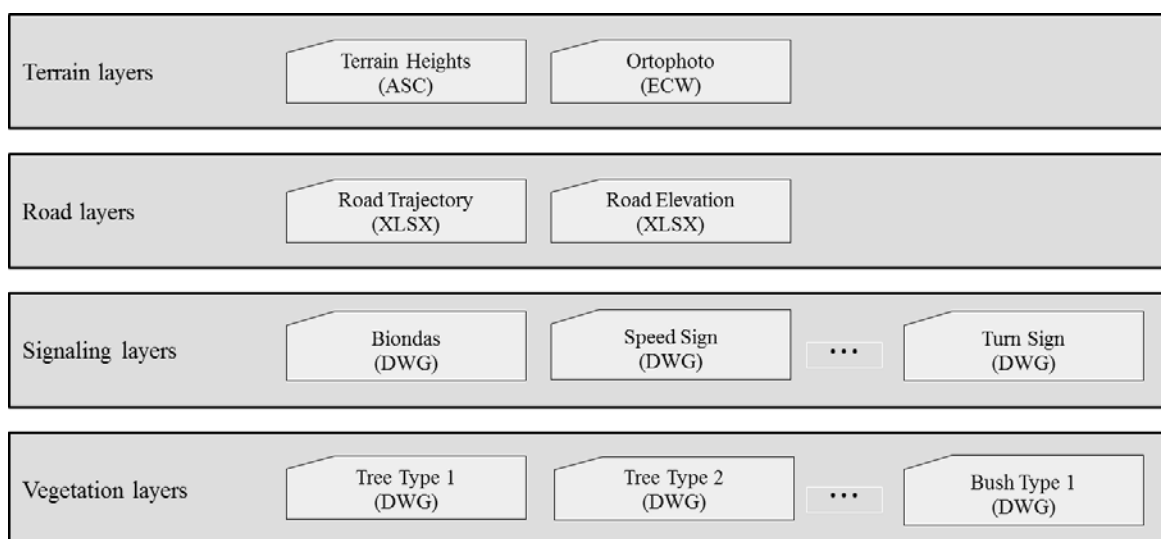 Terrain layers
Terrain Heights
(ASC)
Ortophoto
(ECW)
Road layers
Road Trajectory
(XLSX)
Road Elevation
(XLSX)
Signaling layers
Biondas
(DWG)
Speed Sign
(DWG)
...
Turn Sign
(DWG)
Vegetation layers
Tree Type 1
(DWG)
Tree Type 2
(DWG)
...
Bush Type 1
(DWG)